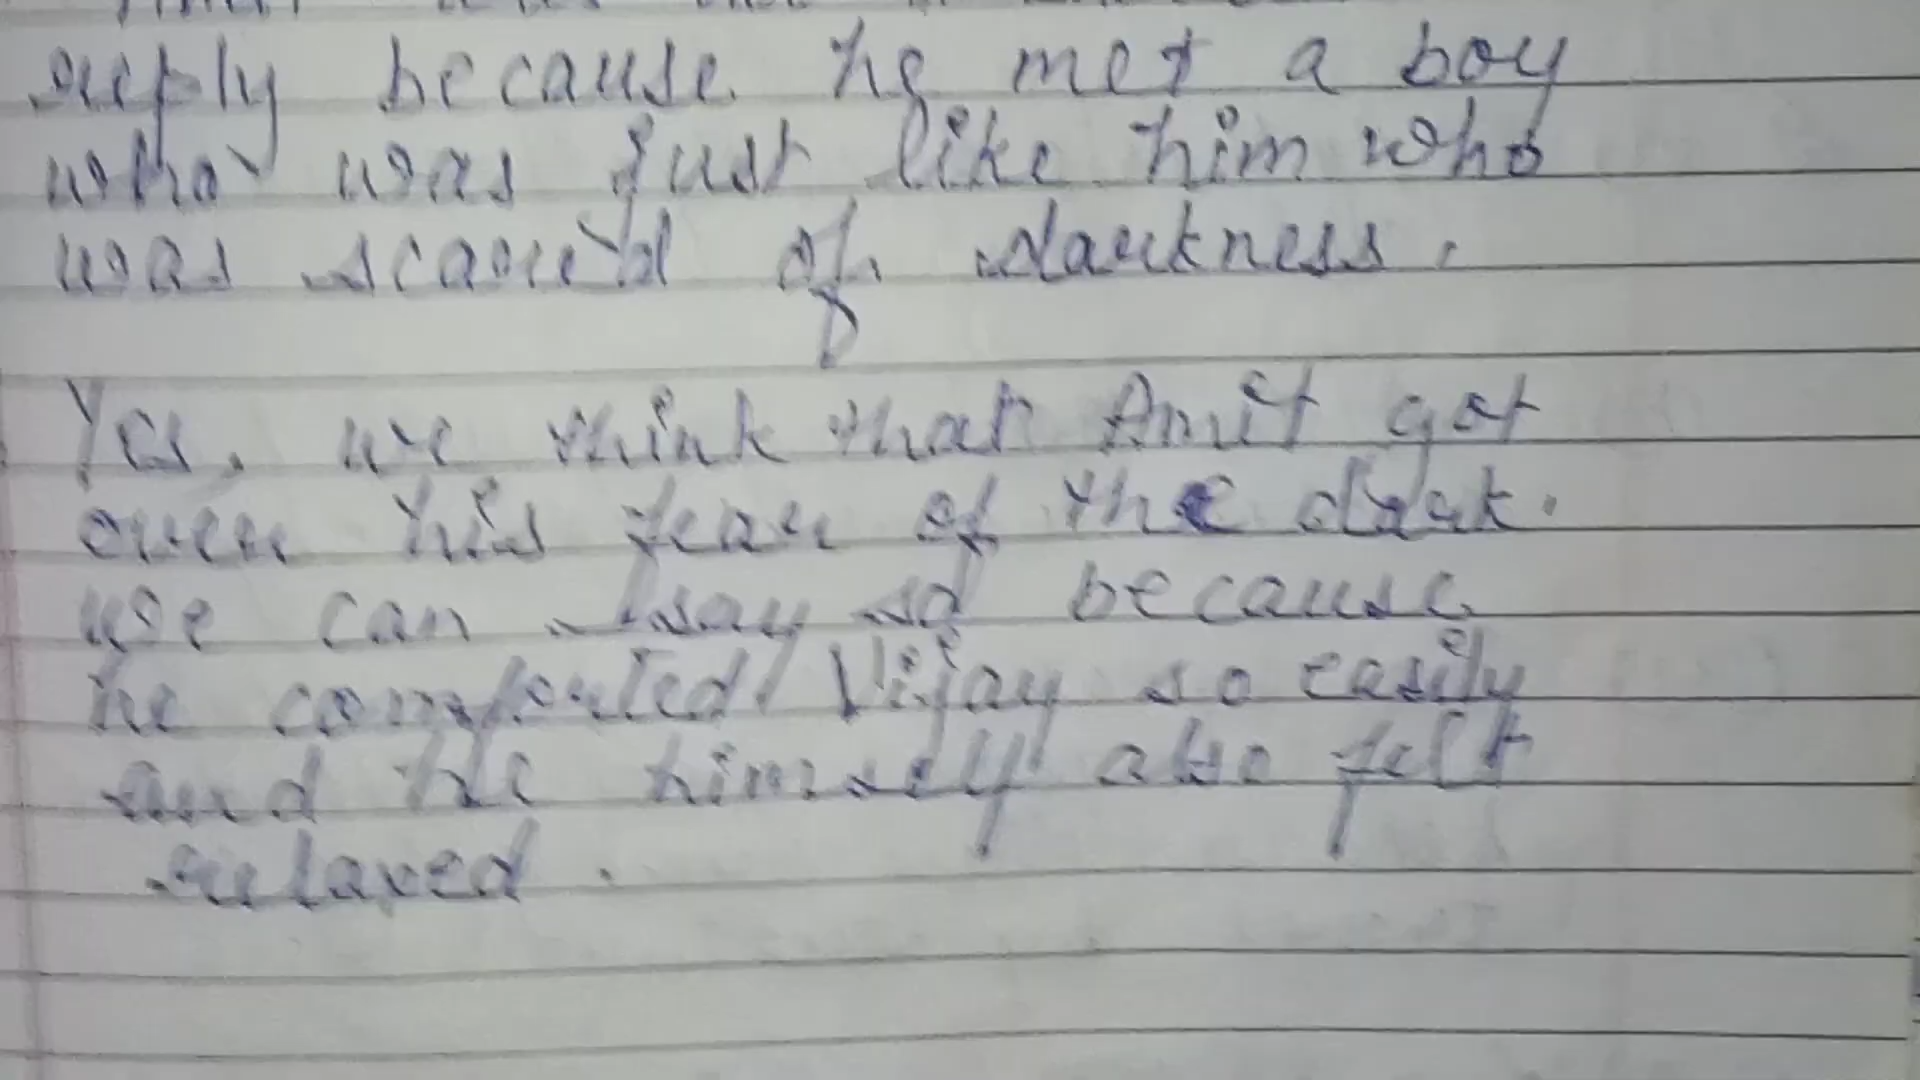 reply because he met a boy
who was just like him who
was scared of darkness.
Yes, we think that Amit got
over his fear of the dark.
we can say so because
he comforted Vijay so easily
and he himself also felt
relaxed.